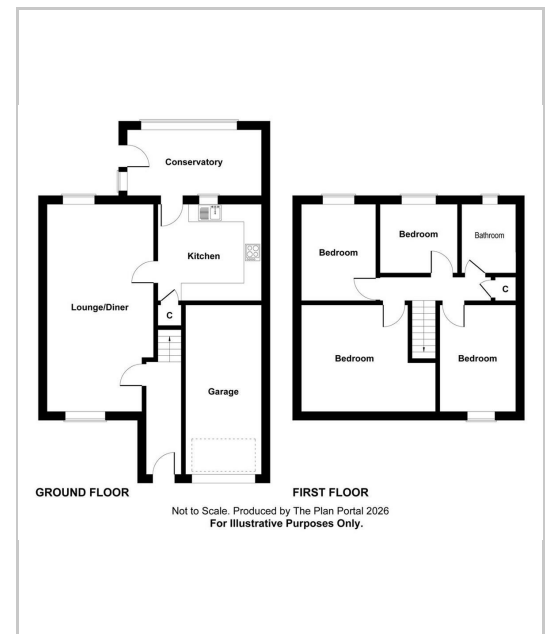 Conservatory
Kitchen
Lounge/Diner
C
Garage
Bedroom
Bedroom
Bathroom
C
Bedroom
Bedroom
GROUND FLOOR
FIRST FLOOR
Not to Scale. Produced by The Plan Portal 2026
For Illustrative Purposes Only.